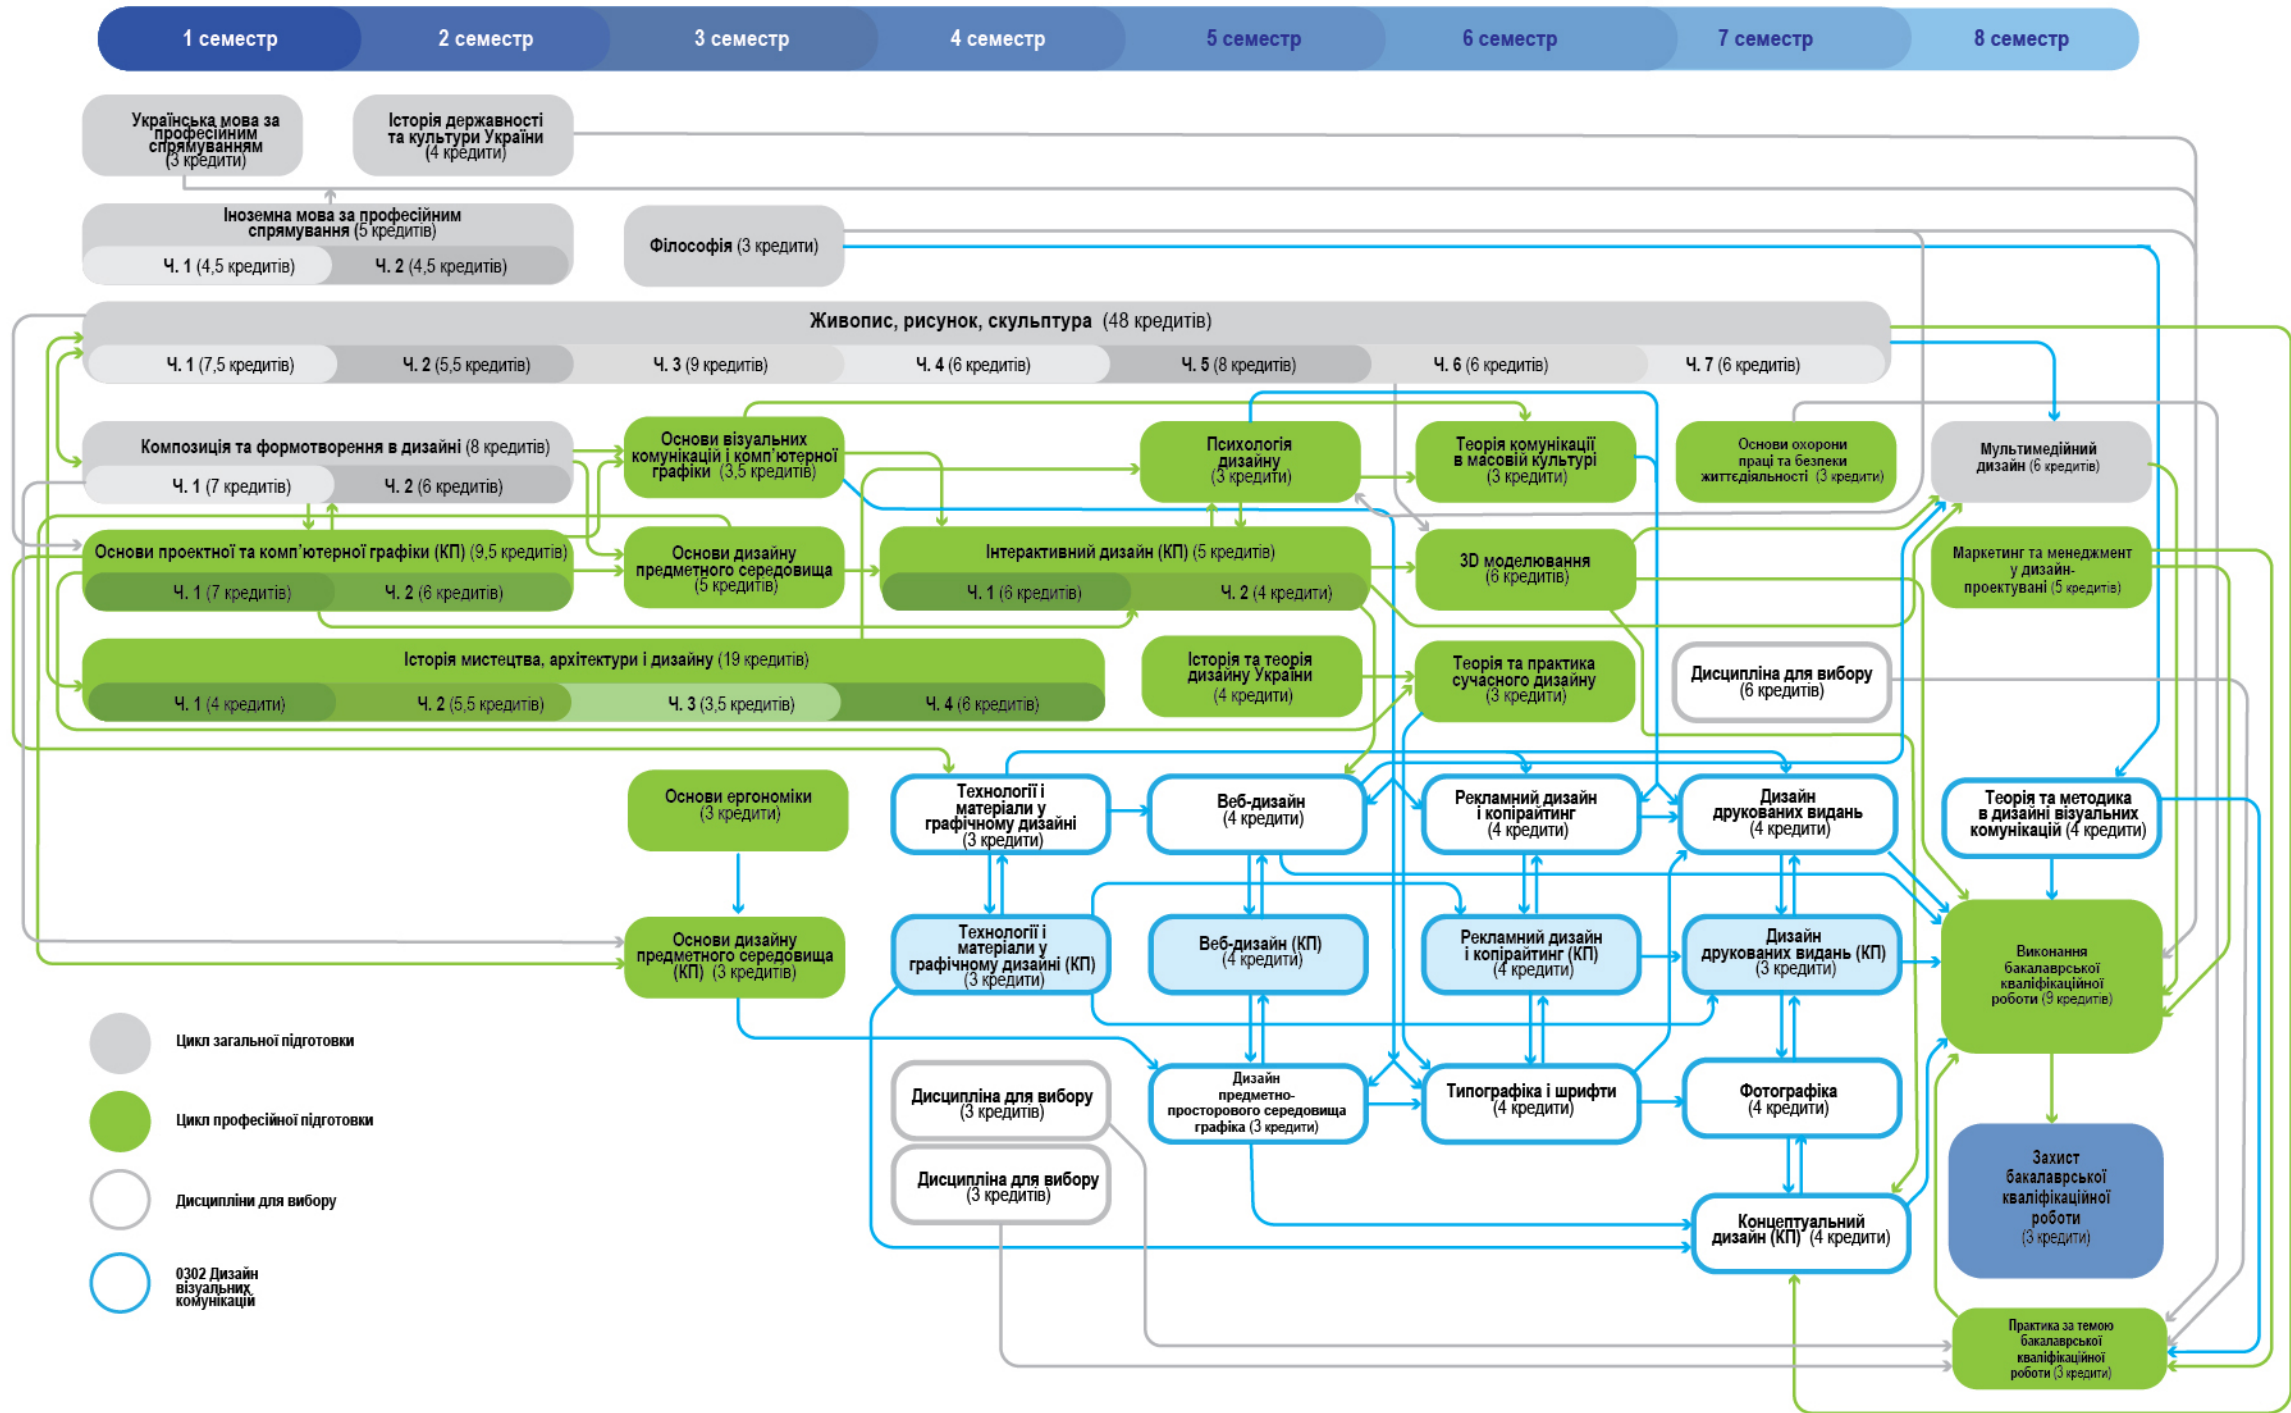 1 семестр
2 семестр
3 семестр
4 семестр
5 семестр
6 семестр
7 семестр
8 семестр
Українська мова за
професійним
спрямуванням
(3 кредити)
Історія державності
та культури України
(4 кредити)
Іноземна мова за професійним
спрямування (5 кредитів)
Ч. 1 (4,5 кредитів)
Ч. 2 (4,5 кредитів)
Філософія (3 кредити)
Живопис, рисунок, скульптура (48 кредитів)
Ч. 1 (7,5 кредитів)
Ч. 2 (5,5 кредитів)
Ч. 3 (9 кредитів)
Ч. 4 (6 кредитів)
Ч. 5 (8 кредитів)
Ч. 6 (6 кредитів)
Ч. 7 (6 кредитів)
Композиція та формотворення в дизайні (8 кредитів)
Ч. 1 (7 кредитів)
Ч. 2 (6 кредитів)
Основи візуальних
комунікацій і комп'ютерної
графіки (3,5 кредитів)
Психологія
дизайну
(3 кредити)
Теорія комунікації
в масовій культурі
(3 кредити)
Основи охорони
праці та безпеки
життєдіяльності (3 кредити)
Мультимедійний
дизайн (6 кредитів)
Основи проектної та комп'ютерної графіки (КП) (9,5 кредитів)
Ч. 1 (7 кредитів)
Ч. 2 (6 кредитів)
Основи дизайну
предметного середовища
(5 кредитів)
Інтерактивний дизайн (КП) (5 кредитів)
Ч. 1 (6 кредитів)
Ч. 2 (4 кредити)
3D моделювання
(6 кредитів)
Маркетинг та менеджмент
у дизайн-
проектувані (5 кредитів)
Історія мистецтва, архітектури і дизайну (19 кредитів)
Ч. 1 (4 кредити)
Ч. 2 (5,5 кредитів)
Ч. 3 (3,5 кредитів)
Ч. 4 (6 кредитів)
Історія та теорія
дизайну України
(4 кредити)
Теорія та практика
сучасного дизайну
(3 кредити)
Дисципліна для вибору
(6 кредитів)
Основи ергономіки
(3 кредити)
Технології і
матеріали у
графічному дизайні
(3 кредити)
Веб-дизайн
(4 кредити)
Рекламний дизайн
і копірайтинг
(4 кредити)
Дизайн
друкованих видань
(4 кредити)
Теорія та методика
в дизайні візуальних
комунікацій (4 кредити)
Основи дизайну
предметного середовища
(КП) (3 кредитів)
Технології і
матеріали у
графічному дизайні (КП)
(3 кредити)
Веб-дизайн (КП)
(4 кредити)
Рекламний дизайн
і копірайтинг (КП)
(4 кредити)
Дизайн
друкованих видань (КП)
(3 кредити)
Виконання
бакалаврської
кваліфікаційної
роботи (9 кредитів)
Цикл загальної підготовки
Цикл професійної підготовки
Дисципліни для вибору
0302 Дизайн
візуальних
комунікацій
Дисципліна для вибору
(3 кредитів)
Дисципліна для вибору
(3 кредитів)
Дизайн
предметно-
просторового середовища
графіка (3 кредити)
Типографіка і шрифти
(4 кредити)
Фотографіка
(4 кредити)
Концептуальний
дизайн (КП) (4 кредити)
Захист
бакалаврської
кваліфікаційної
роботи
(3 кредити)
Практика за темою
бакалаврської
кваліфікаційної
роботи (3 кредити)